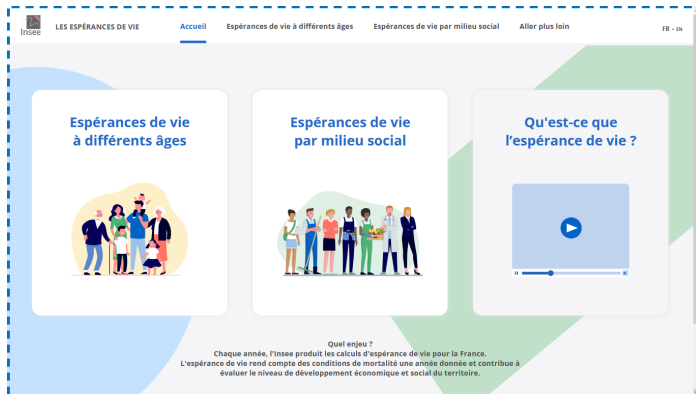 Insee
LES ESPÉRANCES DE VIE
Accueil
Espérances de vie à différents âges
Espérances de vie par milieu social
Aller plus loin
FR - EN
Espérances de vie
à différents âges
Espérances de vie
par milieu social
Qu'est-ce que
l’espérance de vie ?
Quel enjeu ?
Chaque année, l'Insee produit les calculs d'espérance de vie pour la France.
L'espérance de vie rend compte des conditions de mortalité une année donnée et contribue à
évaluer le niveau de développement économique et social du territoire.